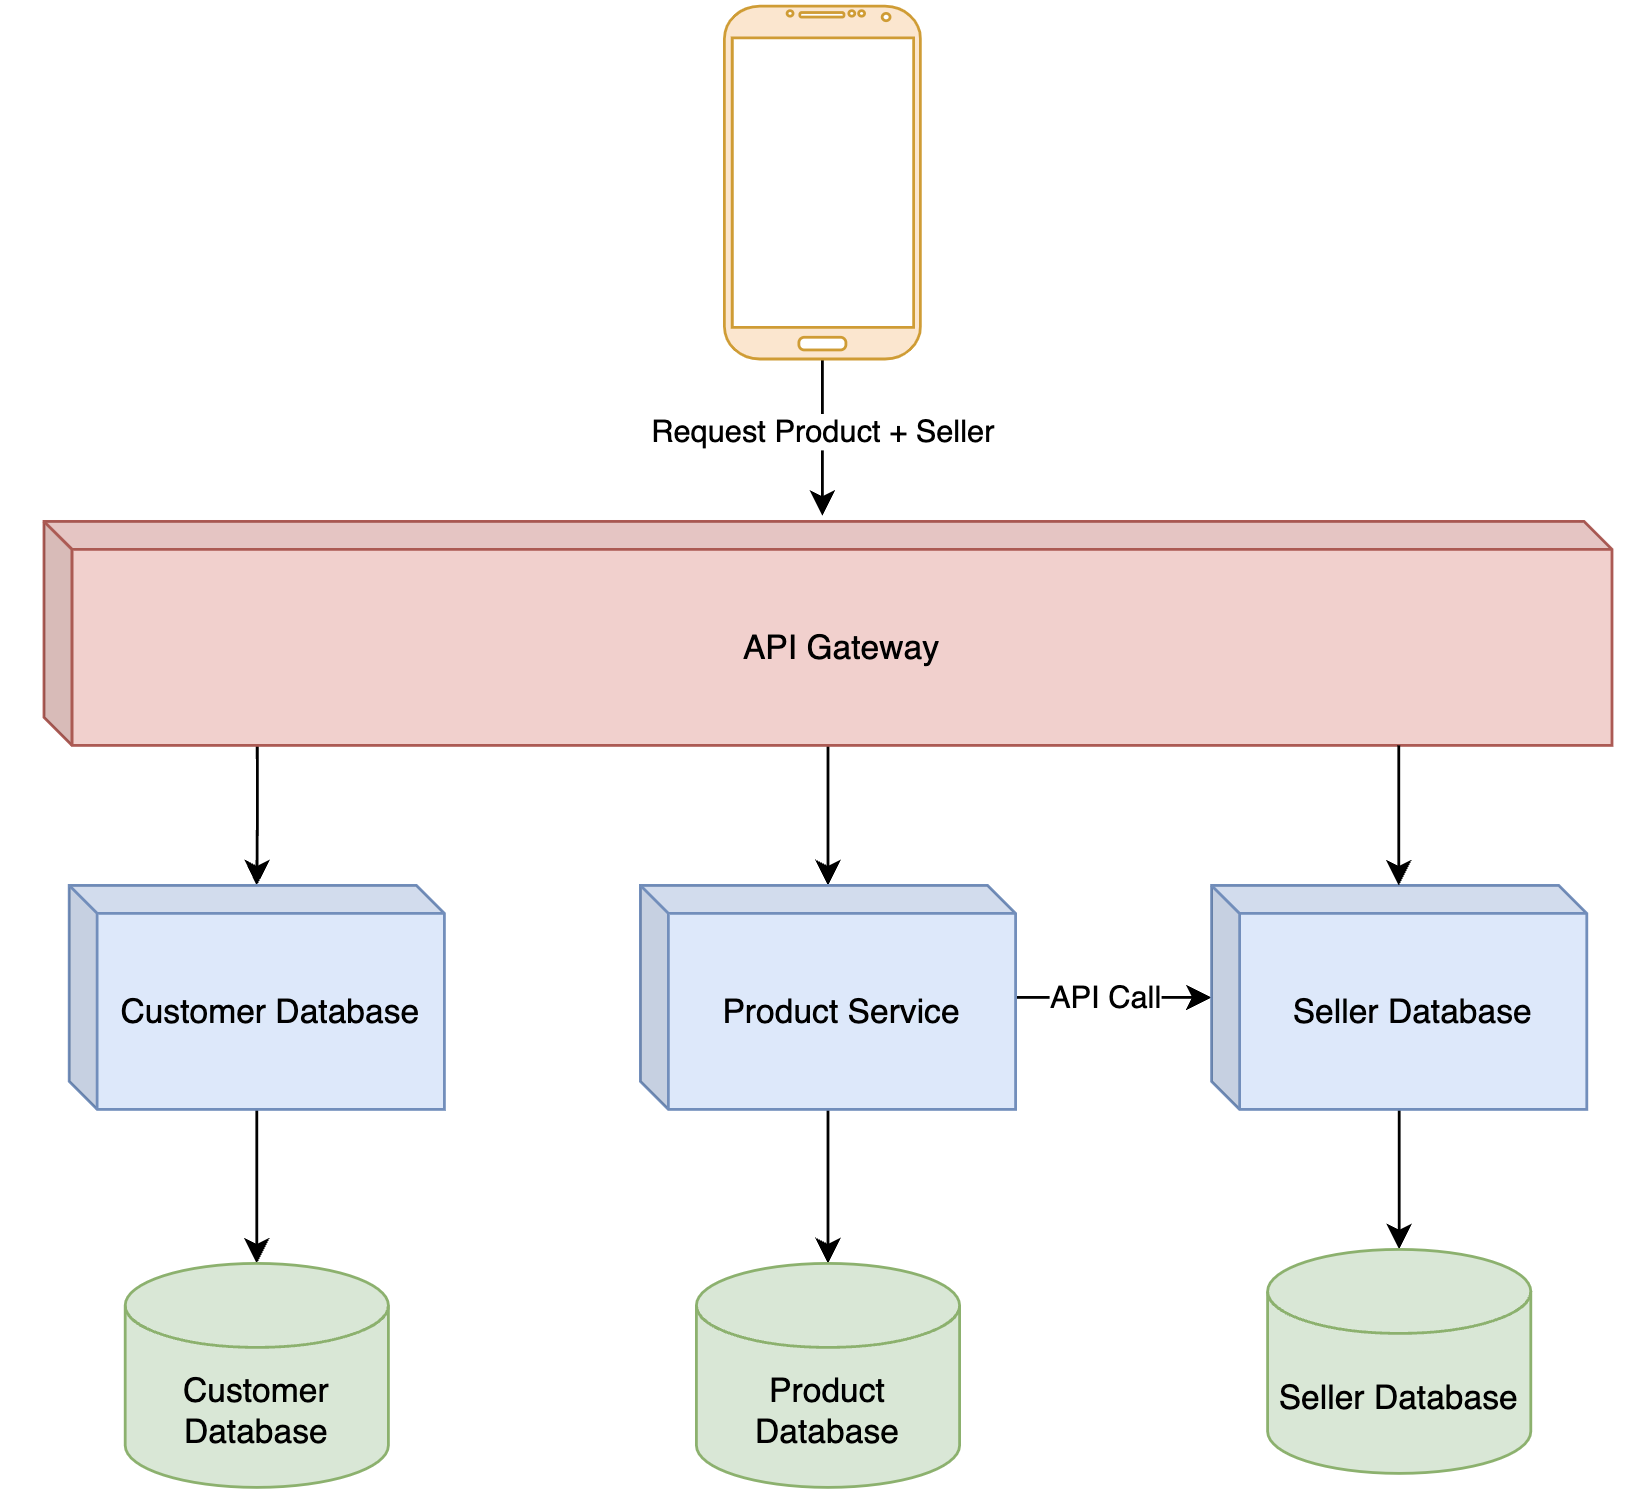 Request Product + Seller
API Gateway
Customer Database
Product Service
API Call
Seller Database
Customer
Database
Product
Database
Seller Database